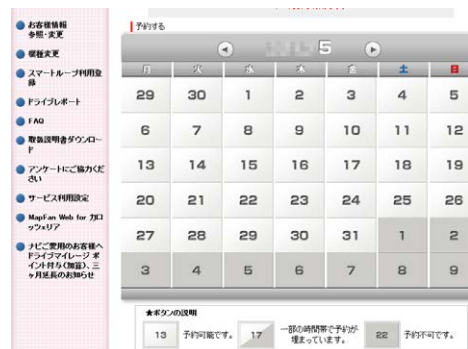 お客様情報
参照・変更
機種変更
スマートループ利用登
録
ドライブレポート
FAQ
取扱説明書ダウンロー
ド
アンケートにご協力くだ
さい
サービス利用設定
MapFan Web for カロ
ッツェリア
ナビご愛用のお客様へ
ドライブマイレージ ポ
イント付与(加算)、三
ヶ月延長のお知らせ
予約する
5
月 火 水 木 金 土 日
29 30 1 2 3 4 5
6 7 8 9 10 11 12
13 14 15 16 17 18 19
20 21 22 23 24 25 26
27 28 29 30 31 1 2
3 4 5 6 7 8 9
★ボタンの説明
13 予約可能です。 17 一部の時間帯で予約が
埋まっています。 22 予約不可です。